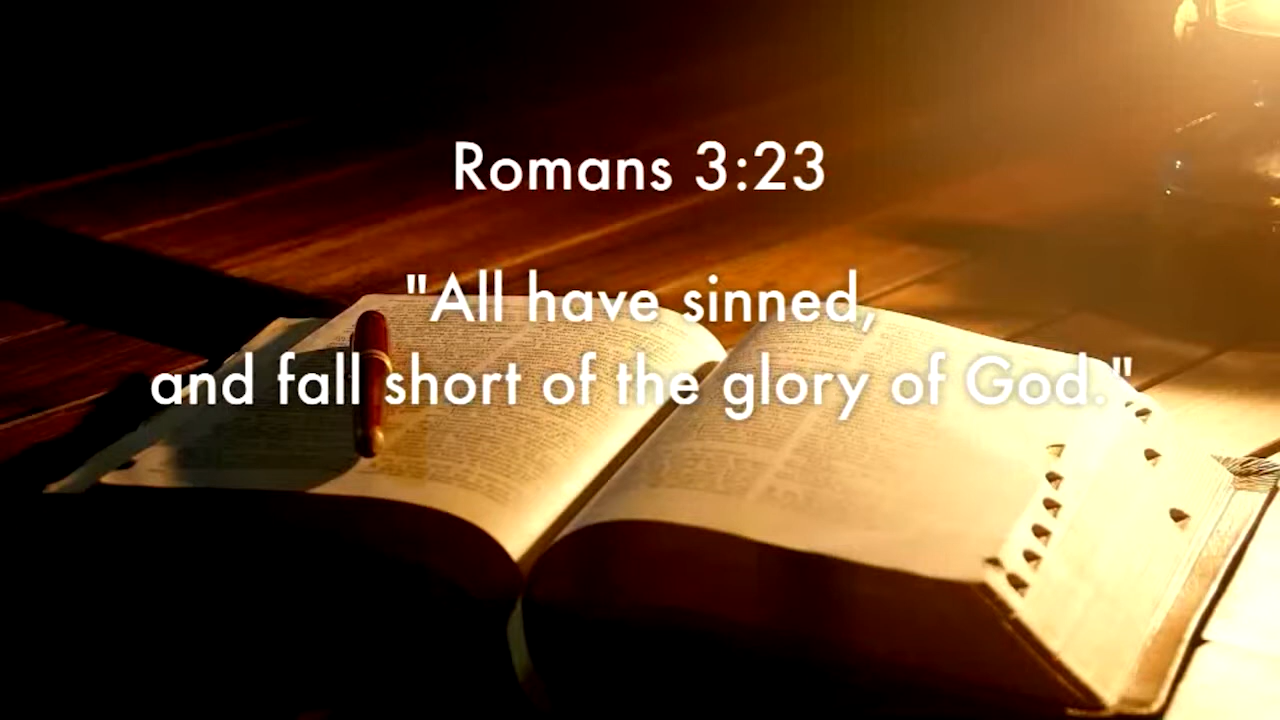 Romans 3:23
"All have sinned,
and fall short of the glory of God."